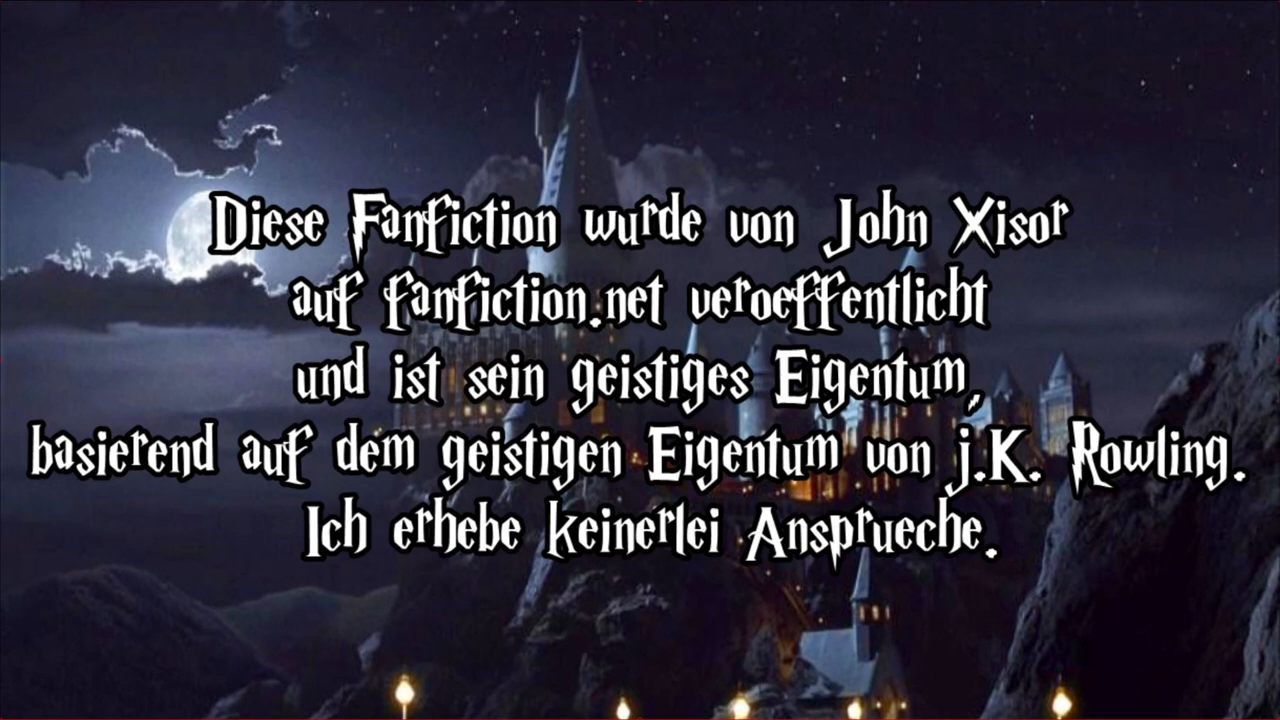 Diese Fanfiction wurde von John Xisor
auf fanfiction.net veroeffentlicht
und ist sein geistiges Eigentum,
basierend auf dem geistigen Eigentum von j.K. Rowling.
Ich erhebe keinerlei Ansprueche.